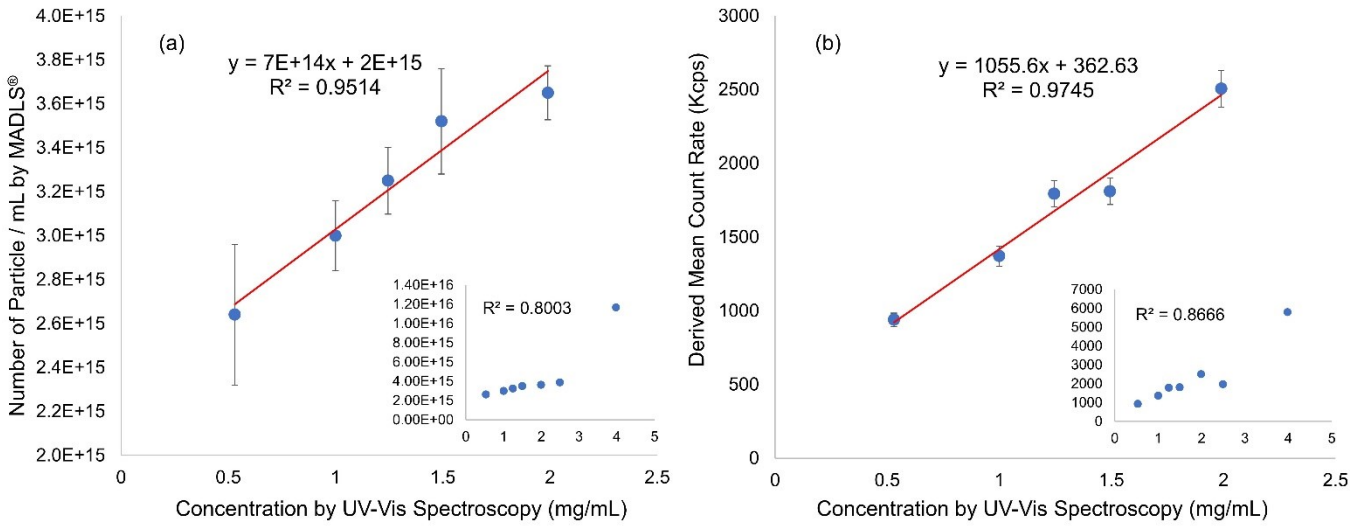 (a)
y = 7E+14x + 2E+15
R² = 0.9514
Number of Particle / mL by MADLS®
4.0E+15
3.8E+15
3.6E+15
3.4E+15
3.2E+15
3.0E+15
2.8E+15
2.6E+15
2.4E+15
2.2E+15
2.0E+15
0 0.5 1 1.5 2 2.5
Concentration by UV-Vis Spectroscopy (mg/mL)
R² = 0.8003
1.40E+16
1.20E+16
1.00E+16
8.00E+15
6.00E+15
4.00E+15
2.00E+15
0.00E+00
0 1 2 3 4 5
(b)
y = 1055.6x + 362.63
R² = 0.9745
Derived Mean Count Rate (Kcps)
3000
2500
2000
1500
1000
500
0
0 0.5 1 1.5 2 2.5
Concentration by UV-Vis Spectroscopy (mg/mL)
R² = 0.8666
7000
6000
5000
4000
3000
2000
1000
0
0 1 2 3 4 5